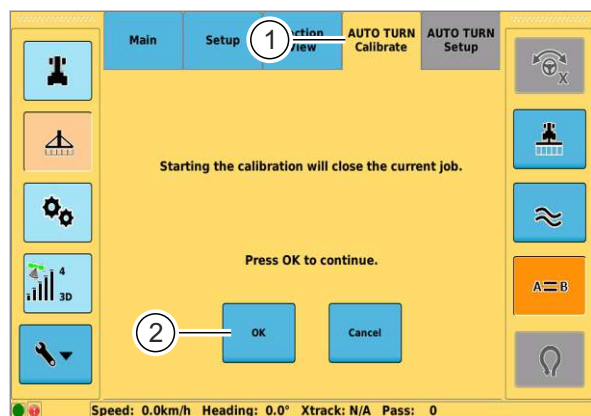 Main
Setup
View
AUTO TURN
Calibrate
AUTO TURN
Setup
1
X
Starting the calibration will close the current job.
Press OK to continue.
4
3D
A=B
2
OK
Cancel
Speed: 0.0km/h Heading: 0.0° Xtrack: N/A Pass: 0